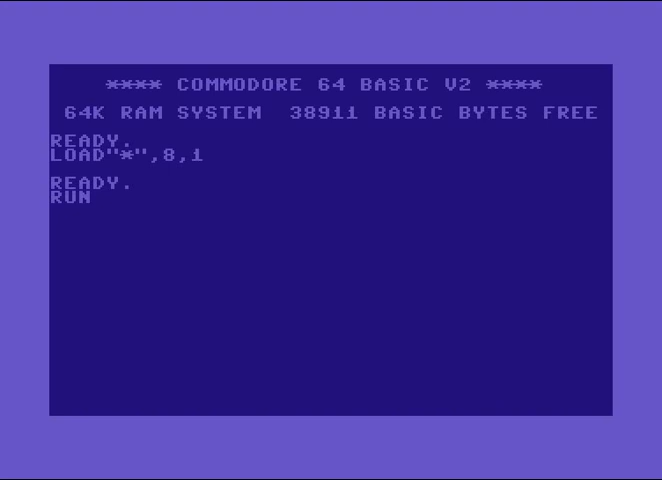 **** COMMODORE 64 BASIC V2 ****
64K RAM SYSTEM  38911 BASIC BYTES FREE
READY.
LOAD"*",8,1
READY.
RUN